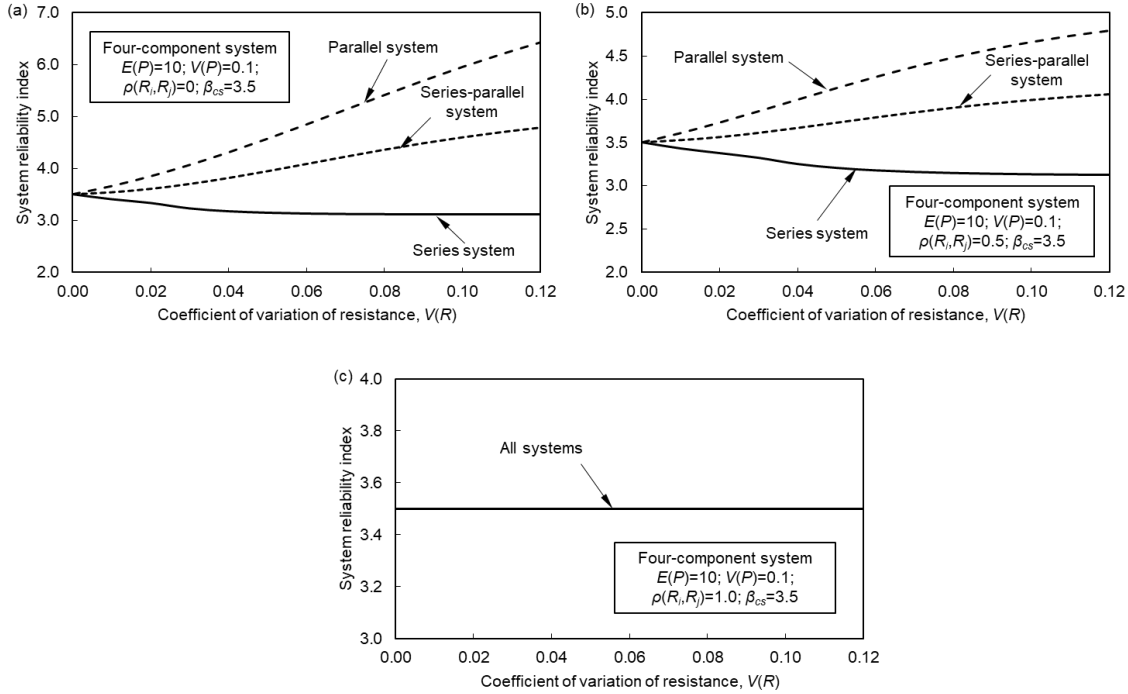 (a)
7.0
6.0
5.0
4.0
3.0
2.0
System reliability index
Four-component system
E(P)=10; V(P)=0.1;
ρ(Ri,Rj)=0; βcs=3.5
Parallel system
Series-parallel
system
Series system
0.00 0.02 0.04 0.06 0.08 0.10 0.12
Coefficient of variation of resistance, V(R)
(b)
5.0
4.5
4.0
3.5
3.0
2.5
2.0
System reliability index
Parallel system
Series-parallel
system
Series system
Four-component system
E(P)=10; V(P)=0.1;
ρ(Ri,Rj)=0.5; βcs=3.5
0.00 0.02 0.04 0.06 0.08 0.10 0.12
Coefficient of variation of resistance, V(R)
(c)
4.0
3.8
3.6
3.4
3.2
3.0
System reliability index
All systems
Four-component system
E(P)=10; V(P)=0.1;
ρ(Ri,Rj)=1.0; βcs=3.5
0.00 0.02 0.04 0.06 0.08 0.10 0.12
Coefficient of variation of resistance, V(R)